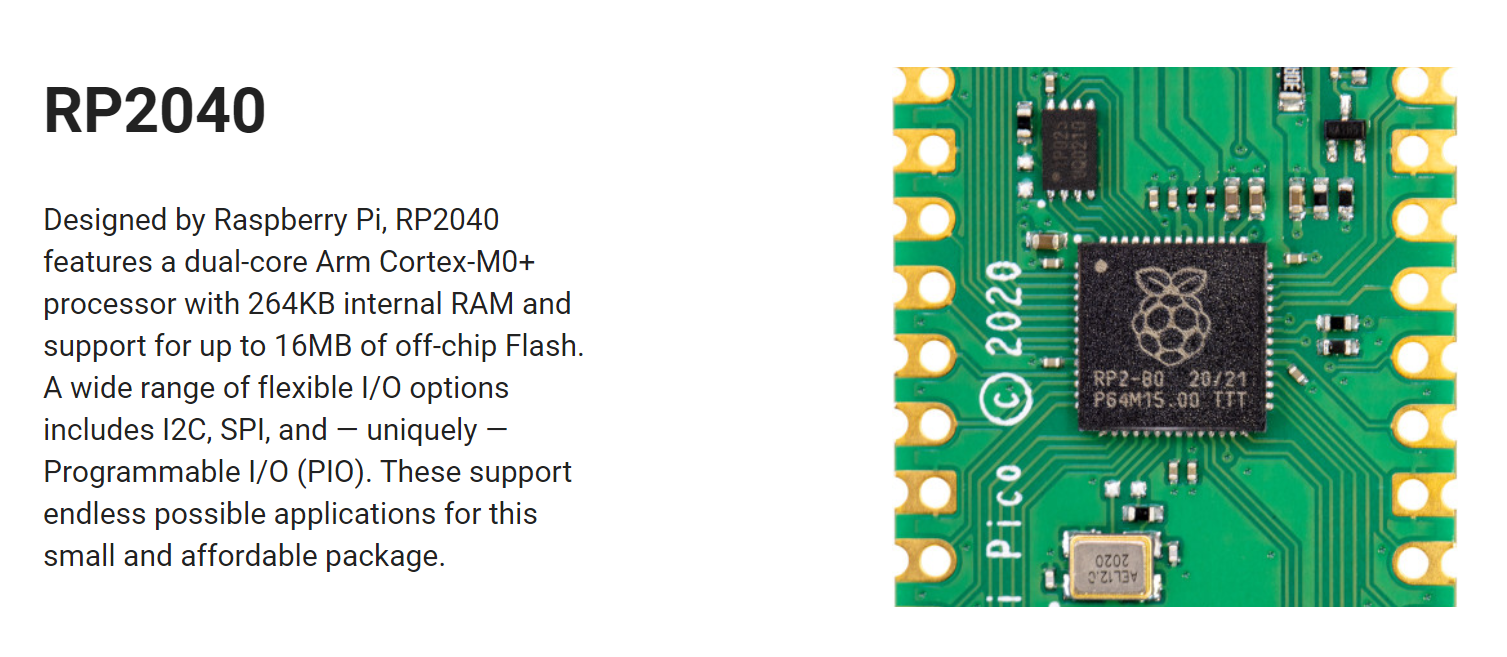 RP2040
Designed by Raspberry Pi, RP2040
features a dual-core Arm Cortex-M0+
processor with 264KB internal RAM and
support for up to 16MB of off-chip Flash.
A wide range of flexible I/O options
includes I2C, SPI, and — uniquely —
Programmable I/O (PIO). These support
endless possible applications for this
small and affordable package.
RP2-B0 20/21
P64M15.00 TTT
i Pico © 2020
AEL12.C
2020